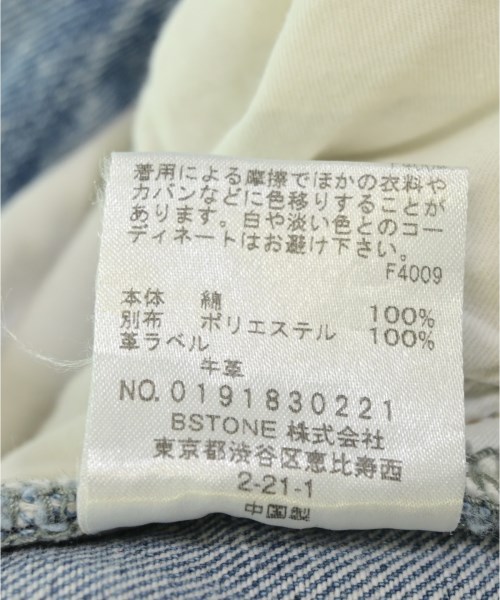 着用による摩擦でほかの衣料や
カバンなどに色移りすることが
あります。白や淡い色とのコー
ディネートはお避け下さい。
F4009
本体 綿 100%
別布 ポリエステル 100%
革ラベル
牛革
NO. 0191830221
BSTONE 株式会社
東京都渋谷区恵比寿西
2-21-1
中国製